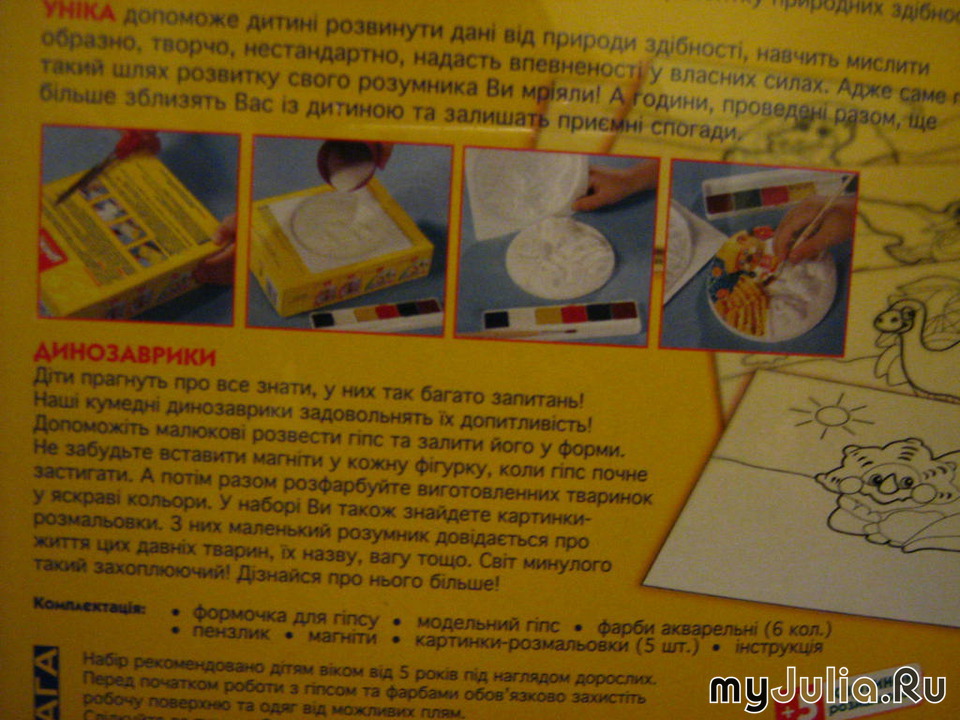 природних
УНІКА допоможе дитині розвинути дані від природи здібності, навчить мислити
образно, творчо, нестандартно, надасть впевненості у власних силах. Адже саме
такий шлях розвитку свого розумника Ви мріяли! А години, проведені разом, ще
більше зблизять Вас із дитиною та залишать приємні спогади.
ДИНОЗАВРИКИ
Діти прагнуть про все знати, у них так багато запитань!
Наші кумедні динозаврики задовольнять їх допитливість!
Допоможіть малюкові розвести гіпс та залити його у форми.
Не забудьте вставити магніти у кожну фігурку, коли гіпс почне
застигати. А потім разом розфарбуйте виготовленних тваринок
у яскраві кольори. У наборі Ви також знайдете картинки-
розмальовки. З них маленький розумник довідається про
життя цих давніх тварин, їх назву, вагу тощо. Світ минулого
такий захоплюючий! Дізнайся про нього більше!
Комплектація: • формочка для гіпсу • модельний гіпс • фарби акварельні (6 кол.)
• пензлик • магніти • картинки-розмальовки (5 шт.) • інструкція
Набір рекомендовано дітям віком від 5 років під наглядом дорослих.
Перед початком роботи з гіпсом та фарбами обов'язково захистіть
робочу поверхню та одяг від можливих плям.
+5
myJulia.Ru